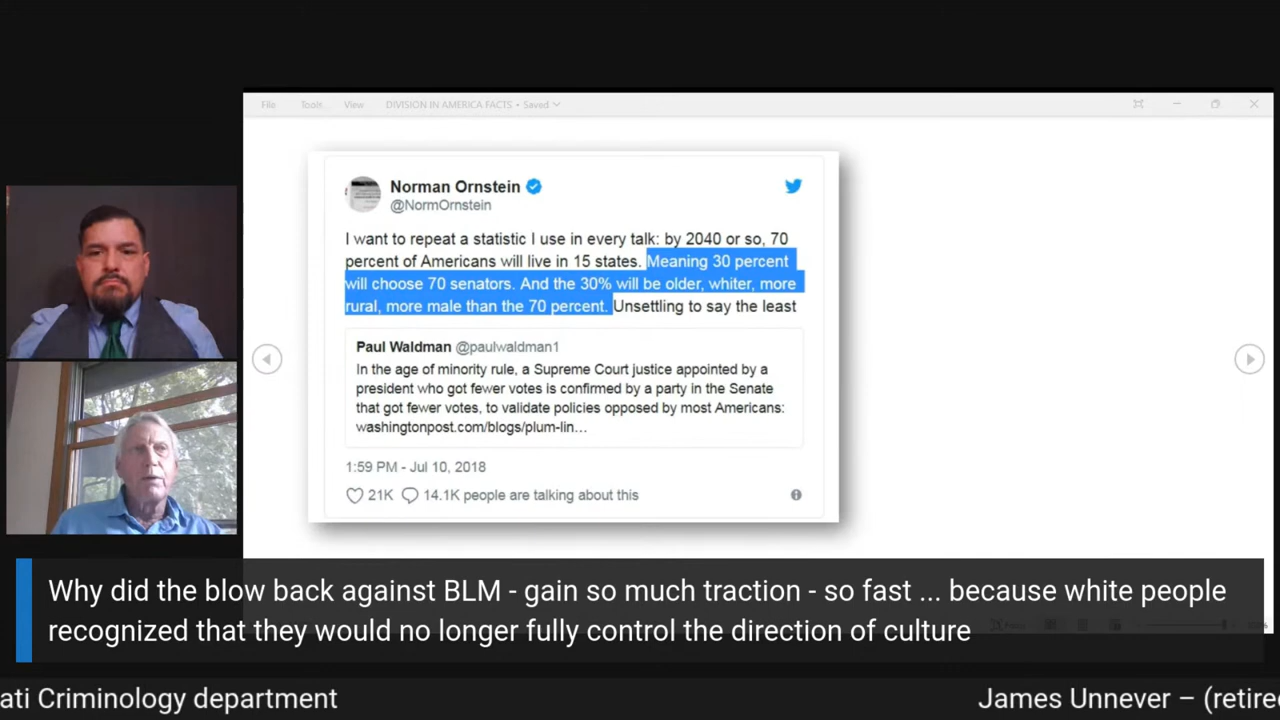 File Tools View DIVISION IN AMERICA FACTS • Saved
Norman Ornstein
@NormOrnstein
I want to repeat a statistic I use in every talk: by 2040 or so, 70
percent of Americans will live in 15 states. Meaning 30 percent
will choose 70 senators. And the 30% will be older, whiter, more
rural, more male than the 70 percent. Unsettling to say the least
Paul Waldman @paulwaldman1
In the age of minority rule, a Supreme Court justice appointed by a
president who got fewer votes is confirmed by a party in the Senate
that got fewer votes, to validate policies opposed by most Americans:
washingtonpost.com/blogs/plum-lin...
1:59 PM - Jul 10, 2018
21K 14.1K people are talking about this
Why did the blow back against BLM - gain so much traction - so fast ... because white people
recognized that they would no longer fully control the direction of culture
ati Criminology department
James Unnever – (retire